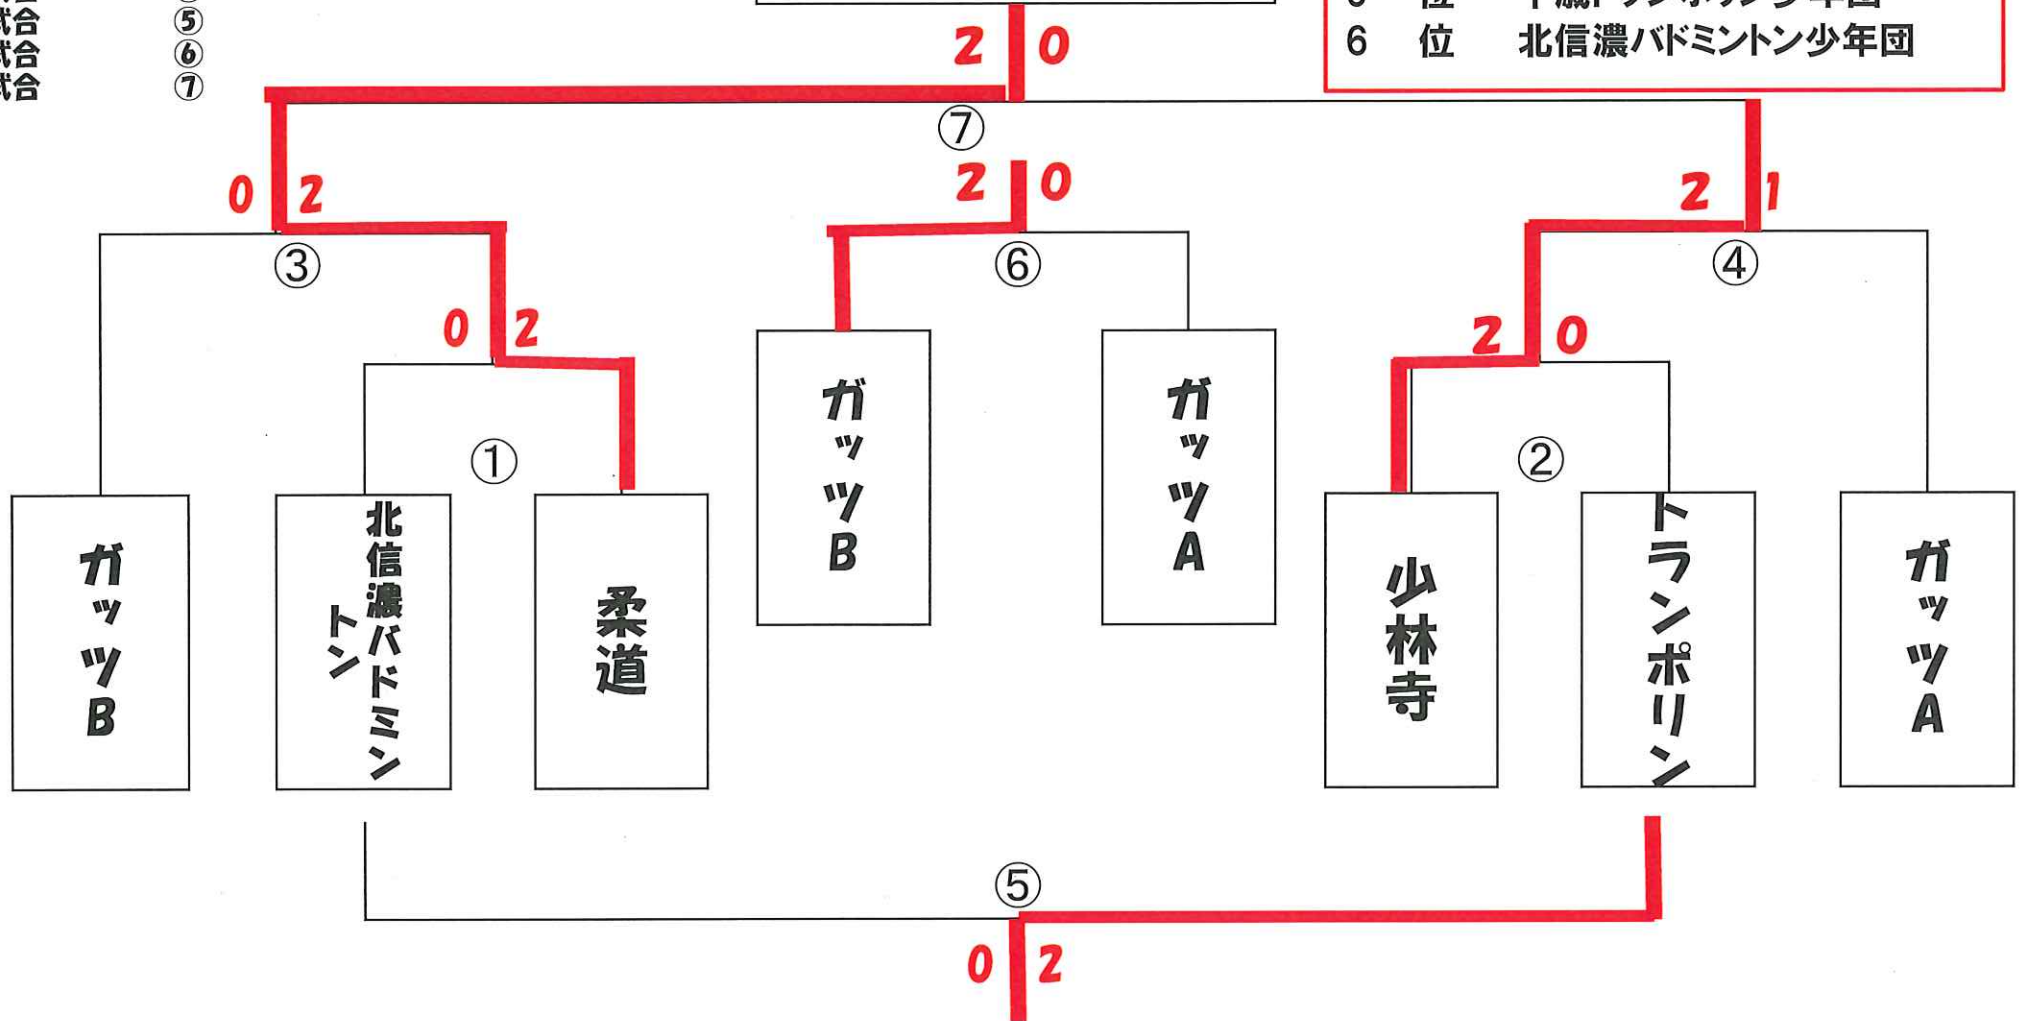 ⑤
試合 ⑥
試合 ⑦
6 位 北信濃バドミントン少年団
2 0
⑦
0 2
2 0
2 1
③
⑥
④
0 2
2 0
①
②
ガッツB
北信濃バドミントン
柔道
ガッツB
ガッツA
少林寺
トランポリン
ガッツA
⑤
0 2